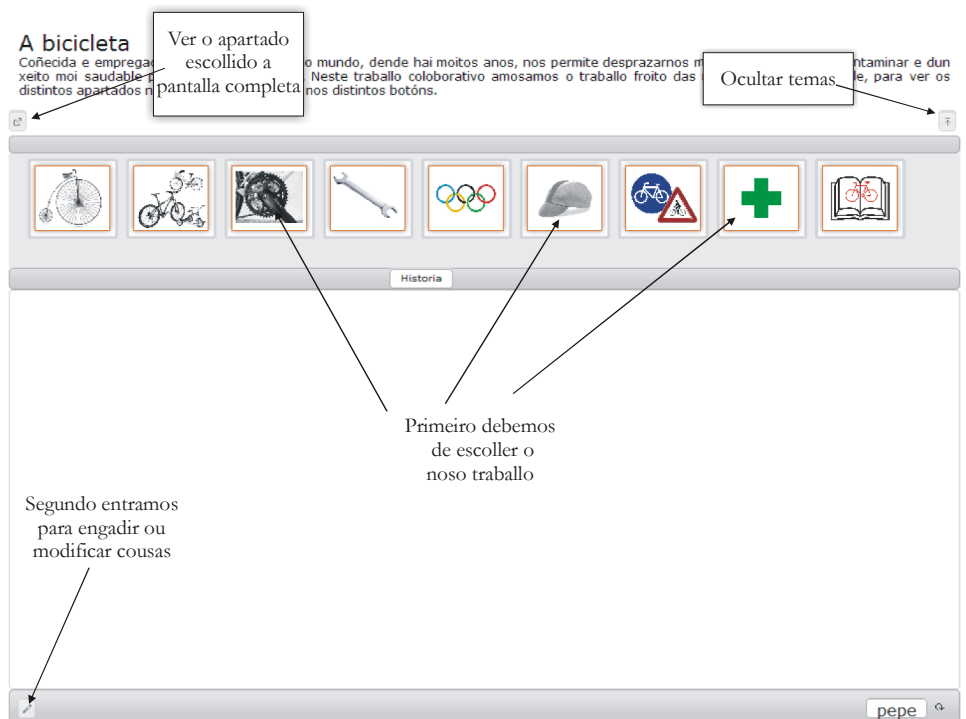 A bicicleta
Ver o apartado
escollido a
pantalla completa
Coñecida e empregad o mundo, dende hai moitos anos, nos permite desprazarnos m ntaminar e dun
xeito moi saudable p . Neste traballo coloborativo amosamos o traballo froito das e, para ver os
distintos apartados n nos distintos botóns.
Ocultar temas
Historia
Primeiro debemos
de escoller o
noso traballo
Segundo entramos
para engadir ou
modificar cousas
pepe